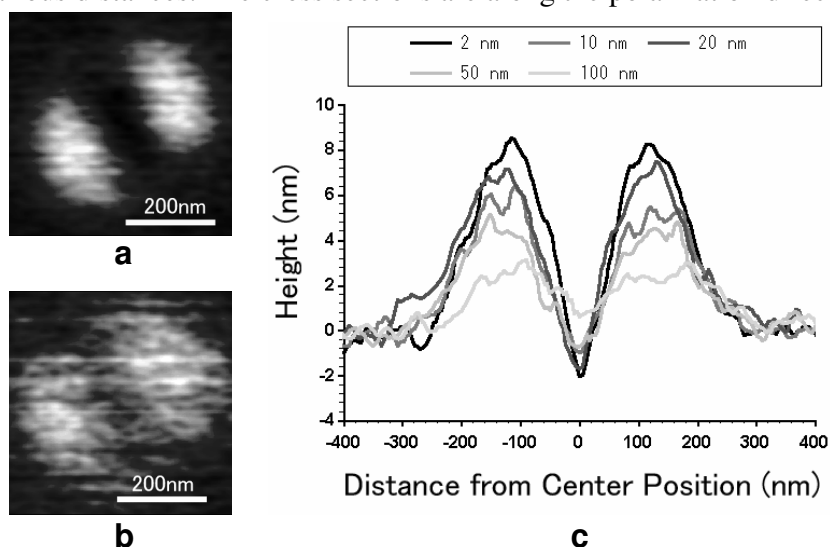 200nm
a
200nm
b
2 nm 10 nm 20 nm
50 nm 100 nm
Height (nm)
10
8
6
4
2
0
-2
-4
-400 -300 -200 -100 0 100 200 300 400
Distance from Center Position (nm)
c